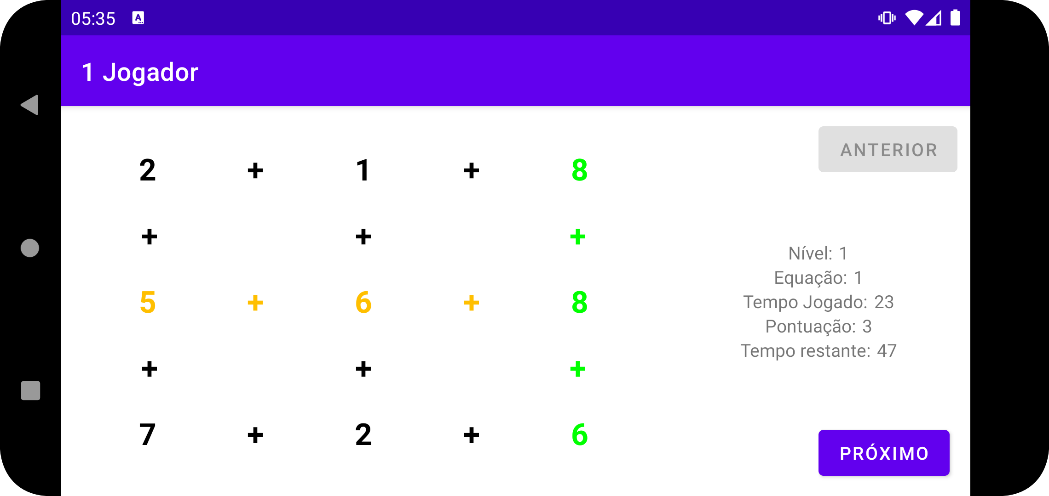 05:35
1 Jogador
2 + 1 + 8
+ + +
5 + 6 + 8
+ + +
7 + 2 + 6
ANTERIOR
Nível: 1
Equação: 1
Tempo Jogado: 23
Pontuação: 3
Tempo restante: 47
PRÓXIMO